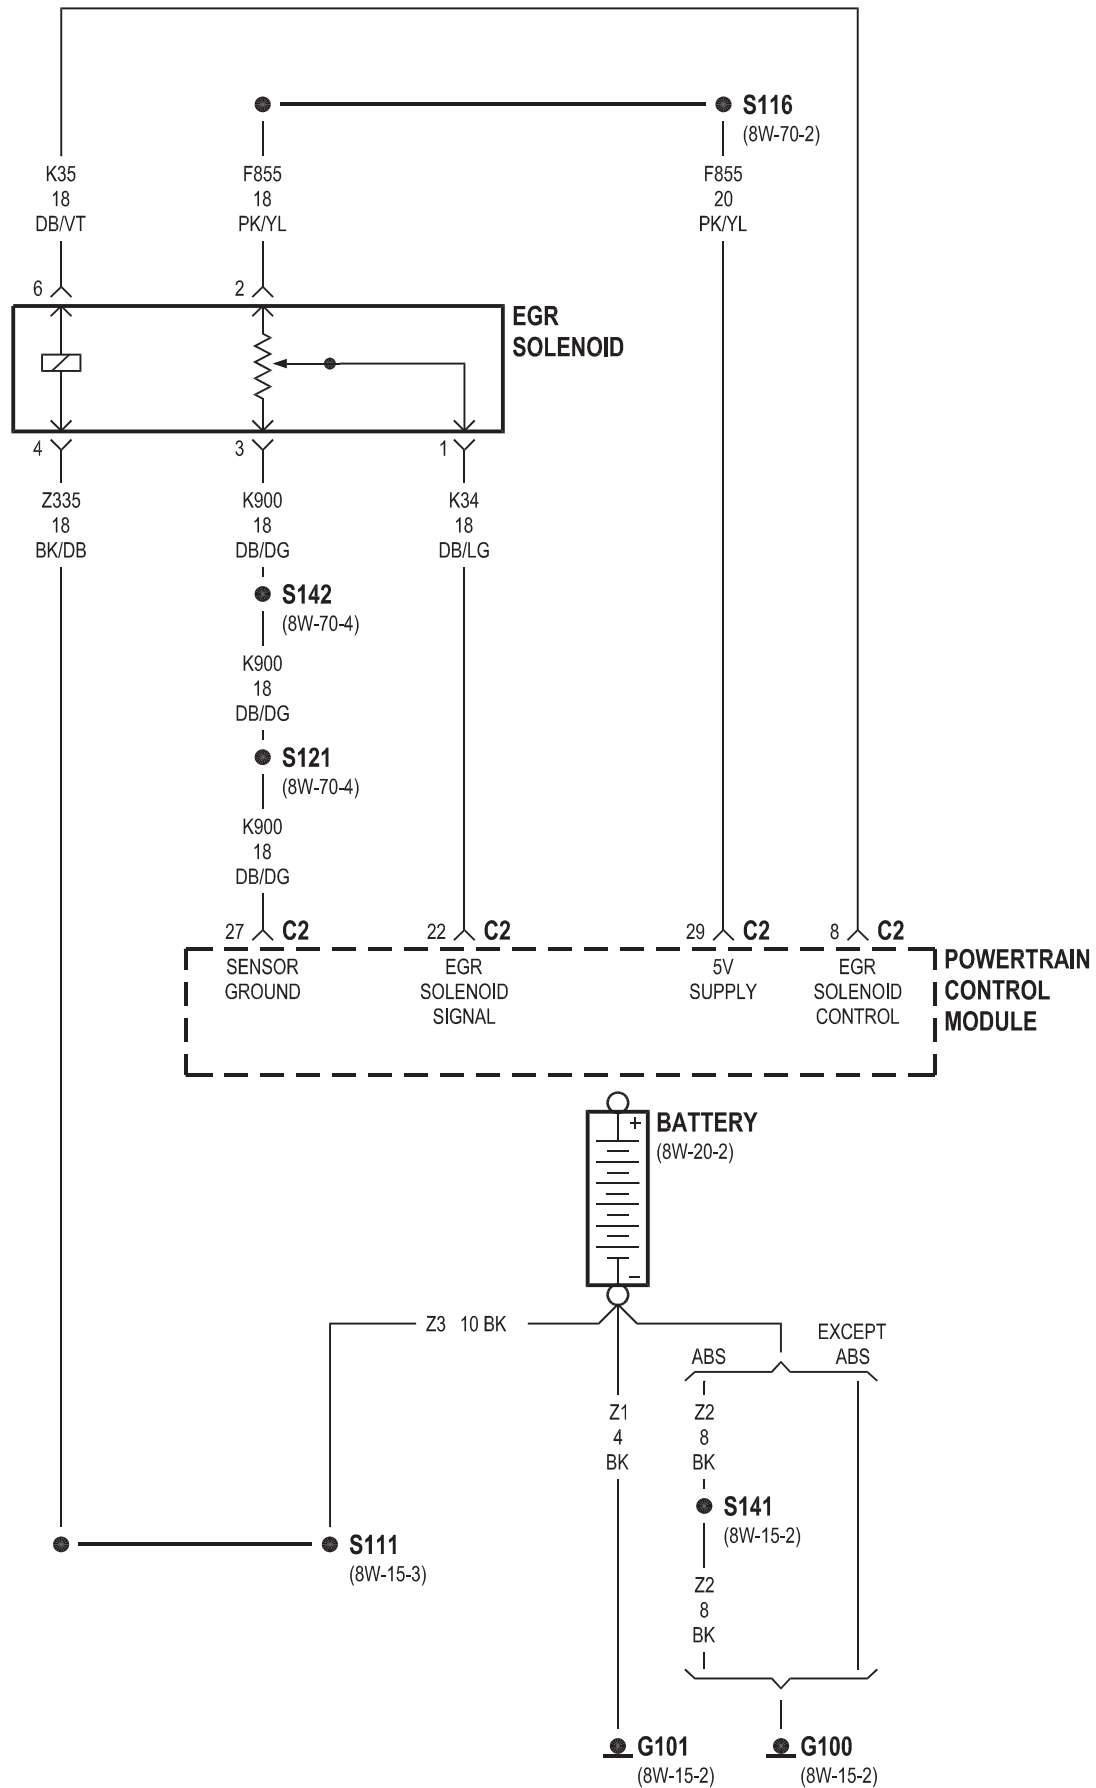 S116
(8W-70-2)
K35
18
DB/VT
F855
18
PK/YL
F855
20
PK/YL
6
2
EGR
SOLENOID
4
3
1
Z335
18
BK/DB
K900
18
DB/DG
K34
18
DB/LG
S142
(8W-70-4)
K900
18
DB/DG
S121
(8W-70-4)
K900
18
DB/DG
27 C2
22 C2
29 C2
8 C2
SENSOR
GROUND
EGR
SOLENOID
SIGNAL
5V
SUPPLY
EGR
SOLENOID
CONTROL
POWERTRAIN
CONTROL
MODULE
+
BATTERY
(8W-20-2)
–
Z3 10 BK
EXCEPT
ABS
ABS
Z1
4
BK
Z2
8
BK
S141
(8W-15-2)
S111
(8W-15-3)
Z2
8
BK
G101
(8W-15-2)
G100
(8W-15-2)